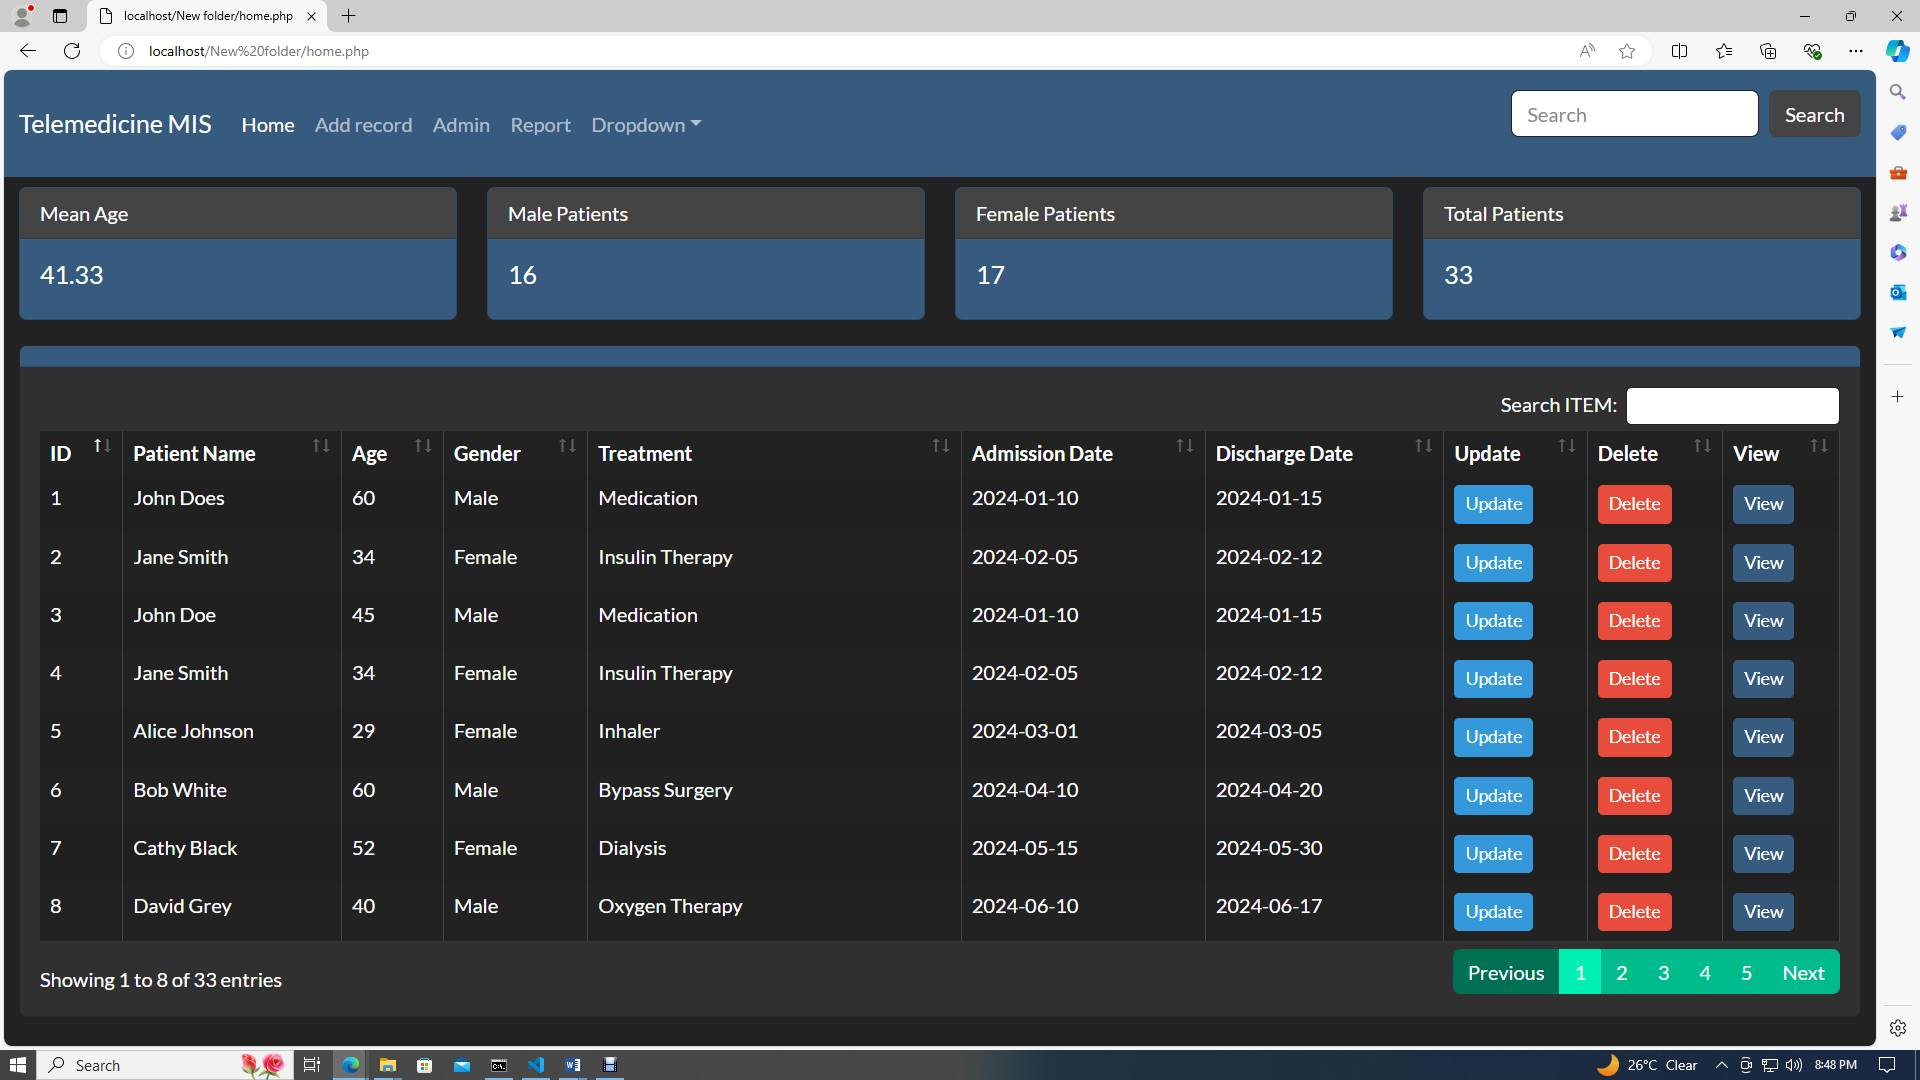 localhost/New folder/home.php
localhost/New%20folder/home.php
Telemedicine MIS Home Add record Admin Report Dropdown Search Search
Mean Age Male Patients Female Patients Total Patients
41.33 16 17 33
Search ITEM:
ID Patient Name Age Gender Treatment Admission Date Discharge Date Update Delete View
1 John Does 60 Male Medication 2024-01-10 2024-01-15 Update Delete View
2 Jane Smith 34 Female Insulin Therapy 2024-02-05 2024-02-12 Update Delete View
3 John Doe 45 Male Medication 2024-01-10 2024-01-15 Update Delete View
4 Jane Smith 34 Female Insulin Therapy 2024-02-05 2024-02-12 Update Delete View
5 Alice Johnson 29 Female Inhaler 2024-03-01 2024-03-05 Update Delete View
6 Bob White 60 Male Bypass Surgery 2024-04-10 2024-04-20 Update Delete View
7 Cathy Black 52 Female Dialysis 2024-05-15 2024-05-30 Update Delete View
8 David Grey 40 Male Oxygen Therapy 2024-06-10 2024-06-17 Update Delete View
Showing 1 to 8 of 33 entries Previous 1 2 3 4 5 Next
Search 26°C Clear 8:48 PM